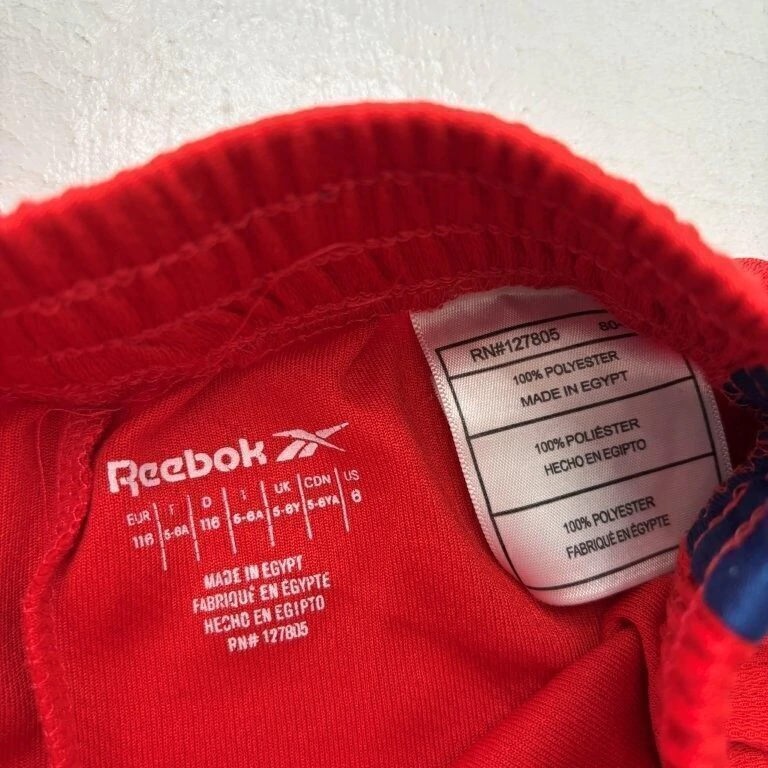 Reebok
EUR F D I UK CDN US
116 5-6A 116 5-6A 5-6Y 5-6YA 6
MADE IN EGYPT
FABRIQUÉ EN ÉGYPTE
HECHO EN EGIPTO
RN# 127805
RN#127805
100% POLYESTER
MADE IN EGYPT
100% POLIÉSTER
HECHO EN EGIPTO
100% POLYESTER
FABRIQUÉ EN ÉGYPTE